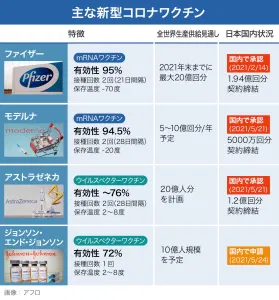 主な新型コロナワクチン
特徴
全世界生産供給見通し
日本国内状況
ファイザー
Pfizer
mRNAワクチン
有効性 95%
接種回数 2回(21日間隔)
保存温度 -70度
2021年末までに
最大20億回分
国内で承認
(2021/2/14)
1.94億回分
契約締結
モデルナ
moderna
mRNAワクチン
有効性 94.5%
接種回数 2回(28日間隔)
保存温度 -20度
5〜10億回分/年
予定
国内で承認
(2021/5/21)
5000万回分
契約締結
アストラゼネカ
AstraZeneca
ウイルスベクターワクチン
有効性 〜76%
接種回数 2回(28日間隔)
保存温度 2〜8度
20億人分
を計画
国内で承認
(2021/5/21)
1.2億回分
契約締結
ジョンソン・
エンド・ジョンソン
Johnson+Johnson
ウイルスベクターワクチン
有効性 72%
接種回数 1回
保存温度 2〜8度
10億人規模
を予定
国内で申請
(2021/5/24)
画像：アフロ